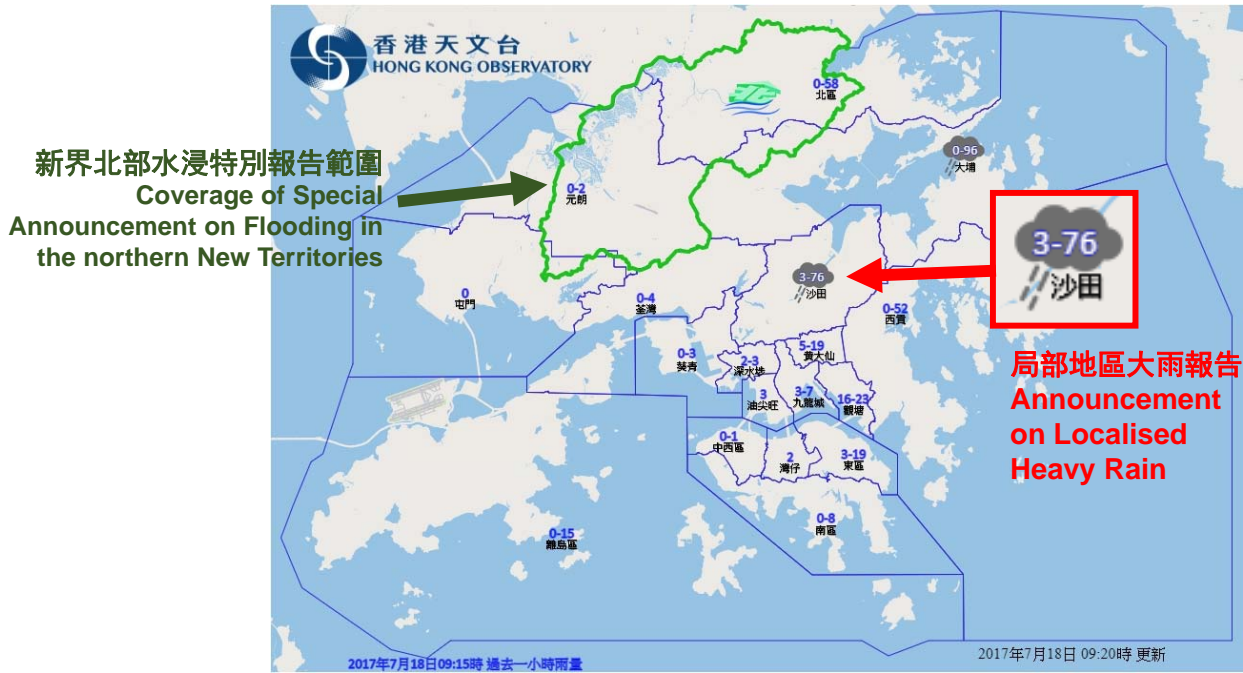 香港天文台
HONG KONG OBSERVATORY
新界北部水浸特別報告範圍
Coverage of Special
Announcement on Flooding in
the northern New Territories
0-58
北區
0-96
大埔
0-2
元朗
3-76
沙田
3-76
沙田
0
屯門
0-4
荃灣
0-52
西貢
0-3
葵青
2-3
深水埗
5-19
黃大仙
3
油尖旺
3-7
九龍城
16-23
觀塘
0-1
中西區
2
灣仔
3-19
東區
0-8
南區
0-15
離島區
局部地區大雨報告
Announcement
on Localised
Heavy Rain
2017年7月18日09:15時 過去一小時雨量
2017年7月18日 09:20時 更新